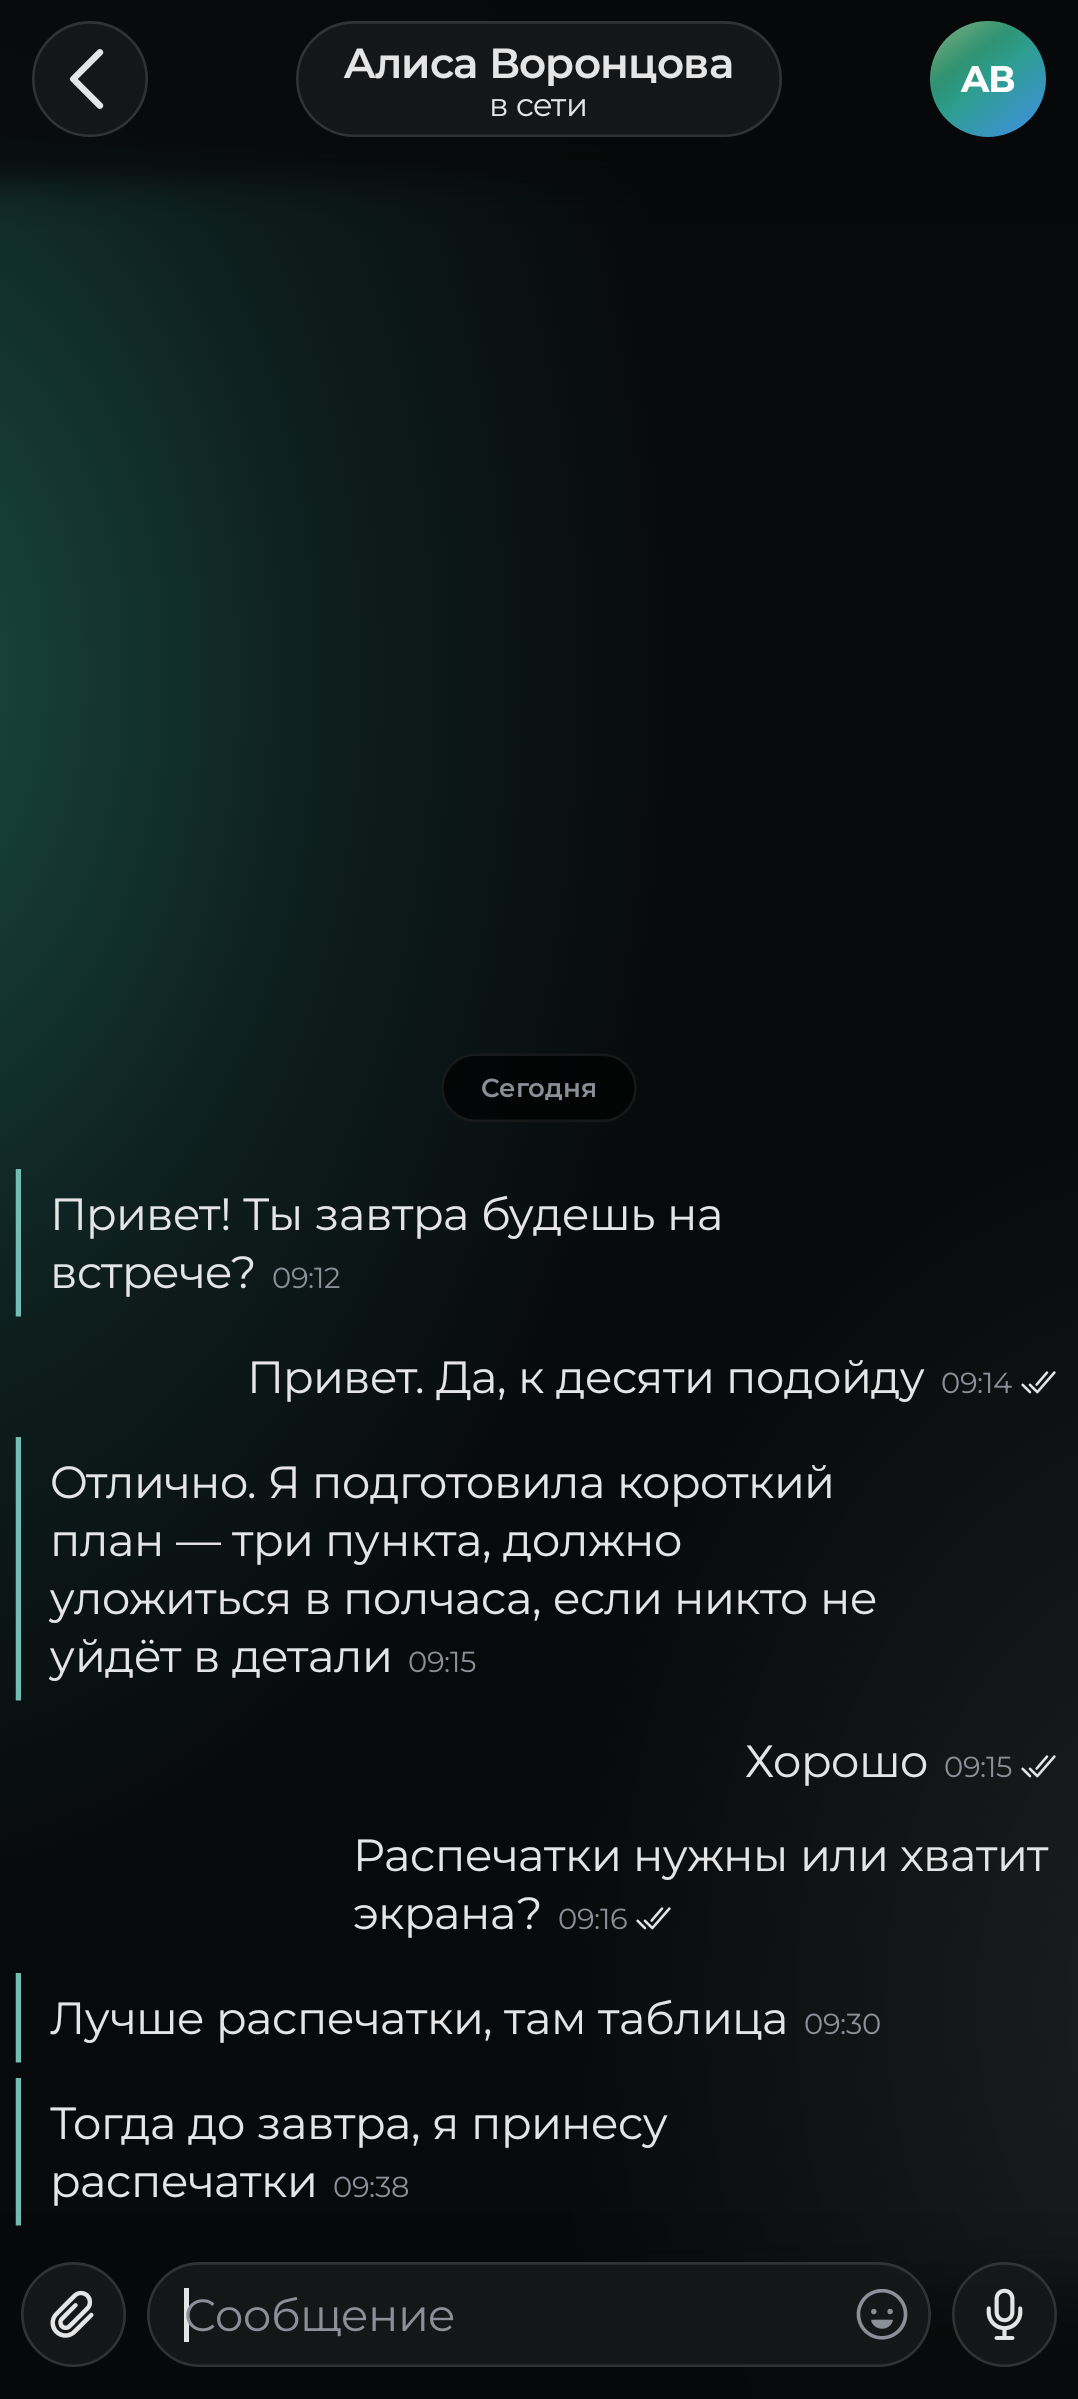 Алиса Воронцова
в сети
АВ
Сегодня
Привет! Ты завтра будешь на
встрече? 09:12
Привет. Да, к десяти подойду 09:14
Отлично. Я подготовила короткий
план — три пункта, должно
уложиться в полчаса, если никто не
уйдёт в детали 09:15
Хорошо 09:15
Распечатки нужны или хватит
экрана? 09:16
Лучше распечатки, там таблица 09:30
Тогда до завтра, я принесу
распечатки 09:38
Сообщение